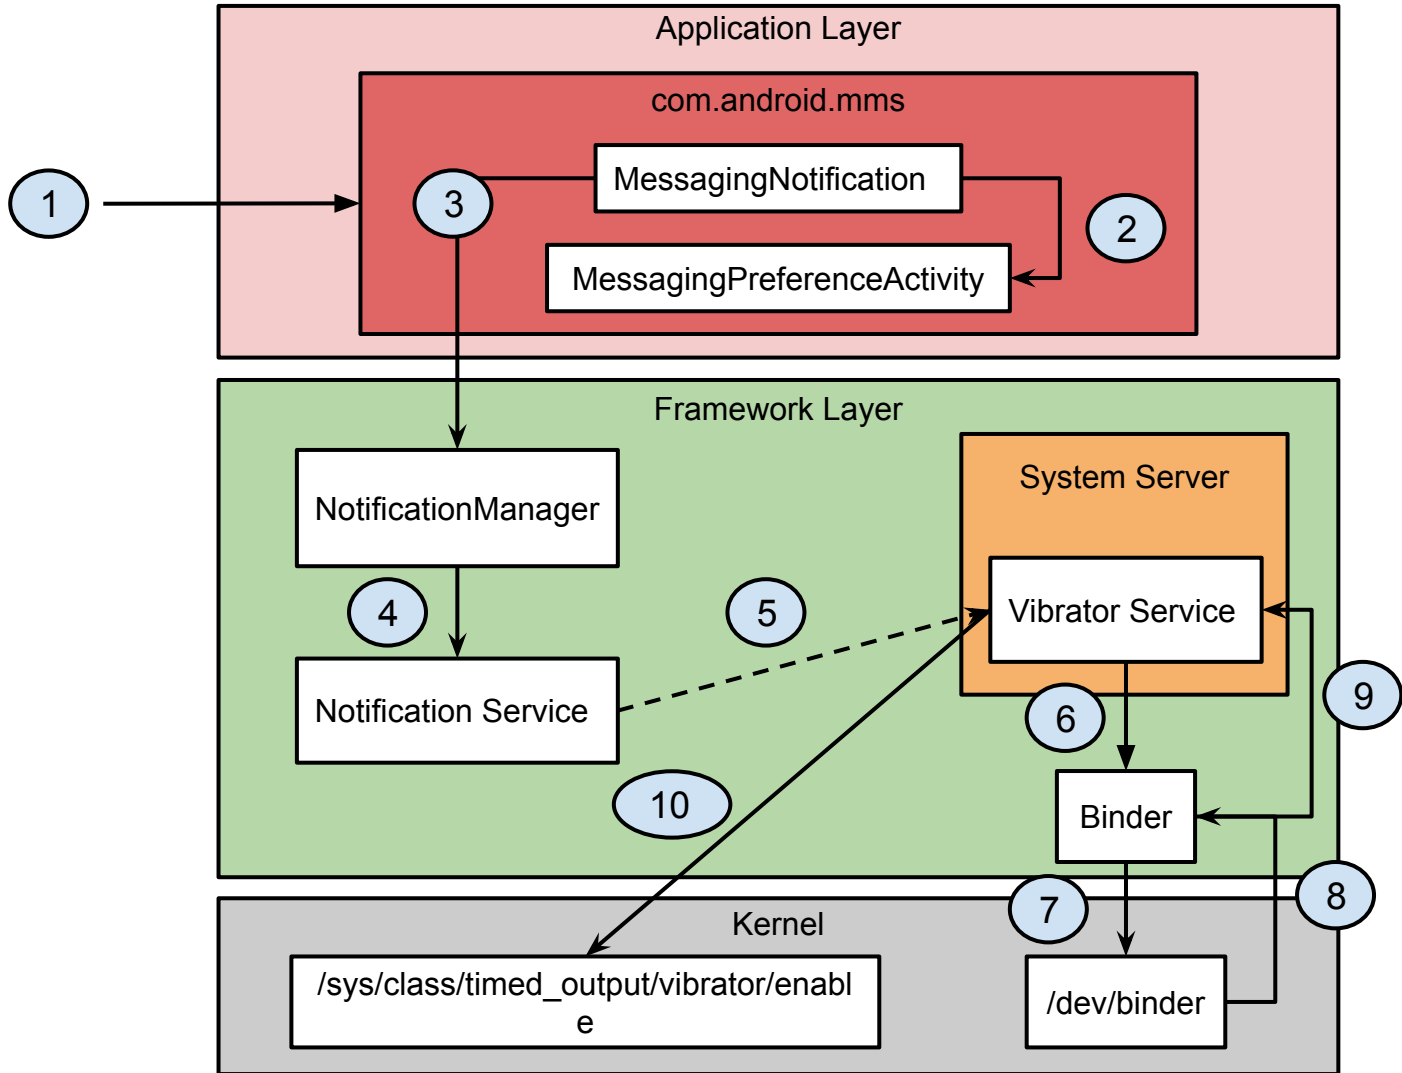 Application Layer
com.android.mms
MessagingNotification
1
3
2
MessagingPreferenceActivity
Framework Layer
System Server
NotificationManager
4
5
Vibrator Service
Notification Service
6
9
10
Binder
8
7
Kernel
/sys/class/timed_output/vibrator/enabl
e
/dev/binder